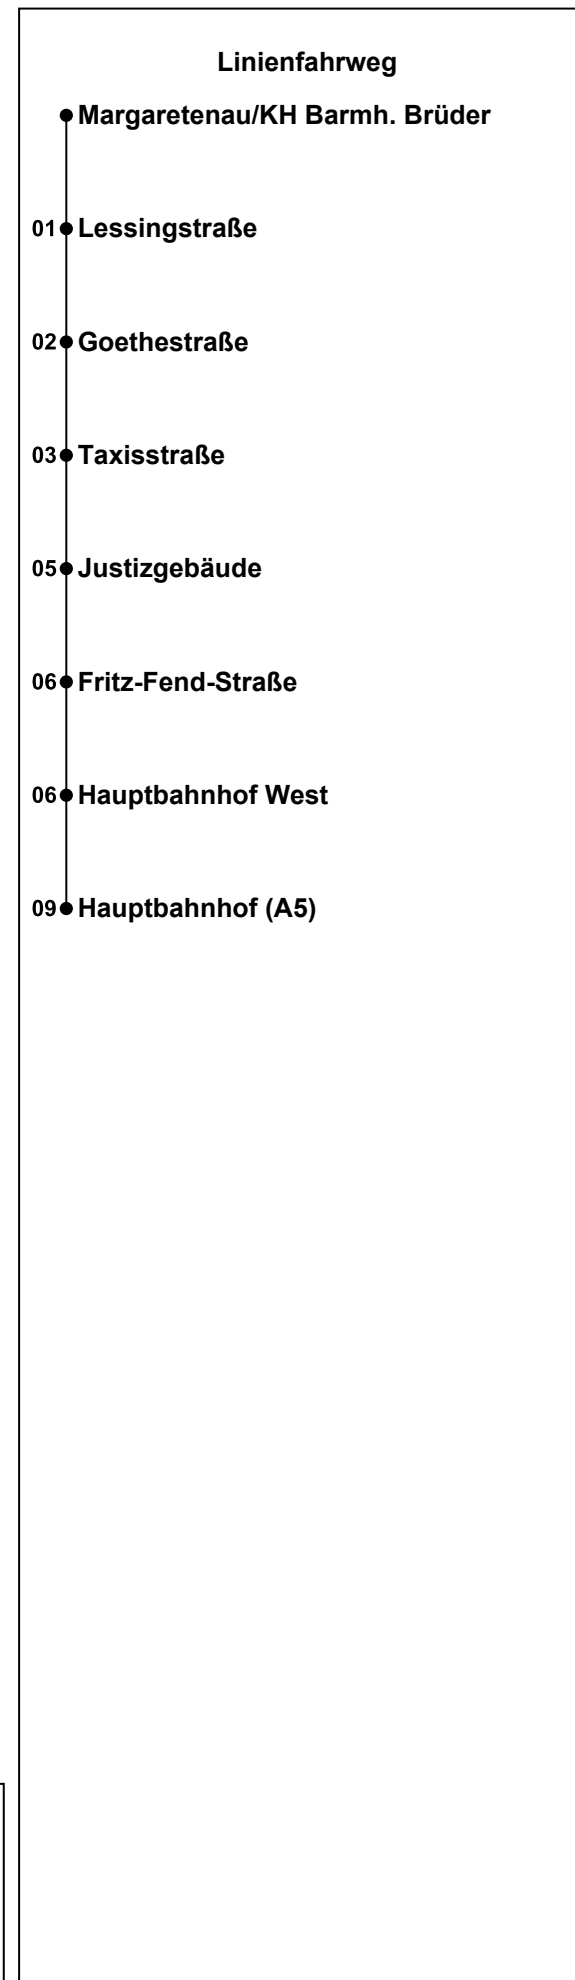 Linienfahrweg
Margaretenau/KH Barmh. Brüder
01 Lessingstraße
02 Goethestraße
03 Taxisstraße
05 Justizgebäude
06 Fritz-Fend-Straße
06 Hauptbahnhof West
09 Hauptbahnhof (A5)